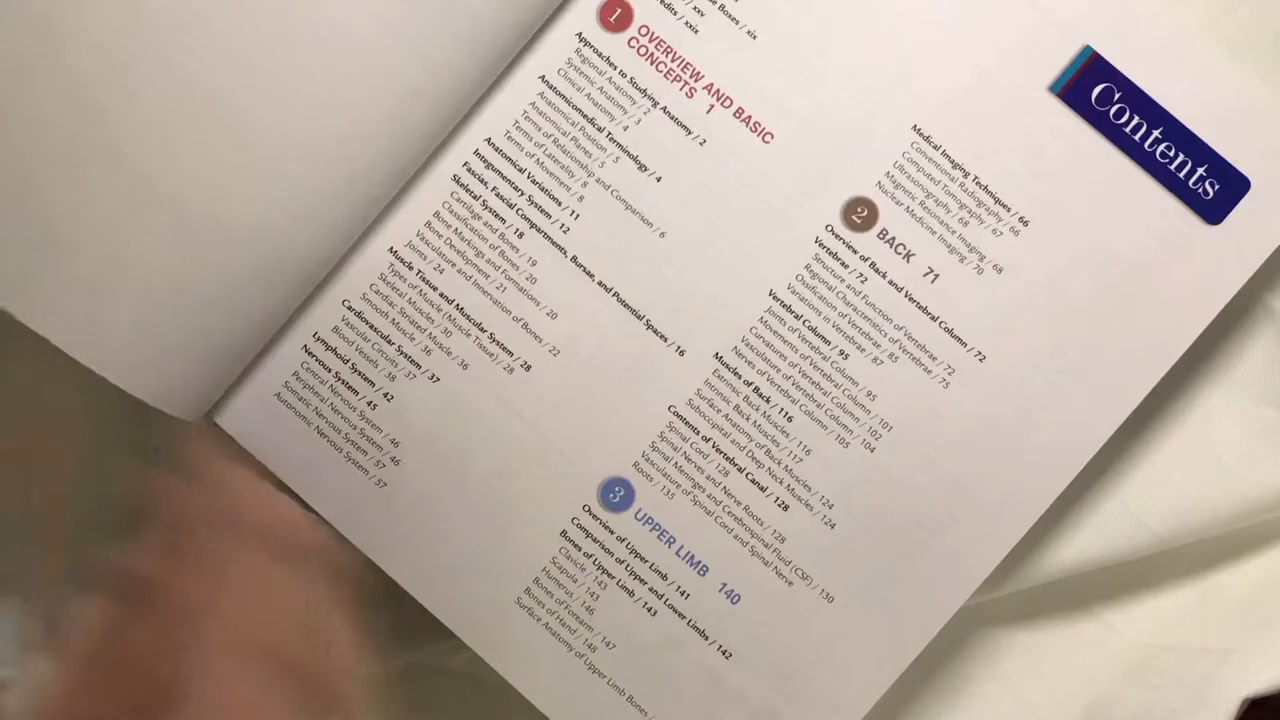 Contents
e Boxes / xix
/ xxv
edits / xxix
1
OVERVIEW AND BASIC
CONCEPTS 1
Approaches to Studying Anatomy / 2
Regional Anatomy / 2
Systemic Anatomy / 3
Clinical Anatomy / 4
Anatomicomedical Terminology / 4
Anatomical Position / 5
Anatomical Planes / 5
Terms of Relationship and Comparison / 6
Terms of Laterality / 8
Terms of Movement / 8
Anatomical Variations / 11
Integumentary System / 12
Fascias, Fascial Compartments, Bursae, and Potential Spaces / 16
Skeletal System / 18
Cartilage and Bones / 19
Classification of Bones / 20
Bone Markings and Formations / 20
Bone Development / 21
Vasculature and Innervation of Bones / 22
Joints / 24
Muscle Tissue and Muscular System / 28
Types of Muscle (Muscle Tissue) / 28
Skeletal Muscles / 30
Cardiac Striated Muscle / 36
Smooth Muscle / 36
Cardiovascular System / 37
Vascular Circuits / 37
Blood Vessels / 38
Lymphoid System / 42
Nervous System / 45
Central Nervous System / 46
Peripheral Nervous System / 46
Somatic Nervous System / 57
Autonomic Nervous System / 57
Medical Imaging Techniques / 66
Conventional Radiography / 66
Computed Tomography / 67
Ultrasonography / 68
Magnetic Resonance Imaging / 68
Nuclear Medicine Imaging / 70
2
BACK 71
Overview of Back and Vertebral Column / 72
Vertebrae / 72
Structure and Function of Vertebrae / 72
Regional Characteristics of Vertebrae / 75
Ossification of Vertebrae / 85
Variations in Vertebrae / 87
Vertebral Column / 95
Joints of Vertebral Column / 95
Movements of Vertebral Column / 101
Curvatures of Vertebral Column / 102
Vasculature of Vertebral Column / 104
Nerves of Vertebral Column / 105
Muscles of Back / 116
Extrinsic Back Muscles / 116
Intrinsic Back Muscles / 117
Surface Anatomy of Back Muscles / 124
Suboccipital and Deep Neck Muscles / 124
Contents of Vertebral Canal / 128
Spinal Cord / 128
Spinal Nerves and Nerve Roots / 128
Spinal Meninges and Cerebrospinal Fluid (CSF) / 130
Vasculature of Spinal Cord and Spinal Nerve
Roots / 135
3
UPPER LIMB 140
Overview of Upper Limb / 141
Comparison of Upper and Lower Limbs / 142
Bones of Upper Limb / 143
Clavicle / 143
Scapula / 143
Humerus / 146
Bones of Forearm / 147
Bones of Hand / 148
Surface Anatomy of Upper Limb Bones /